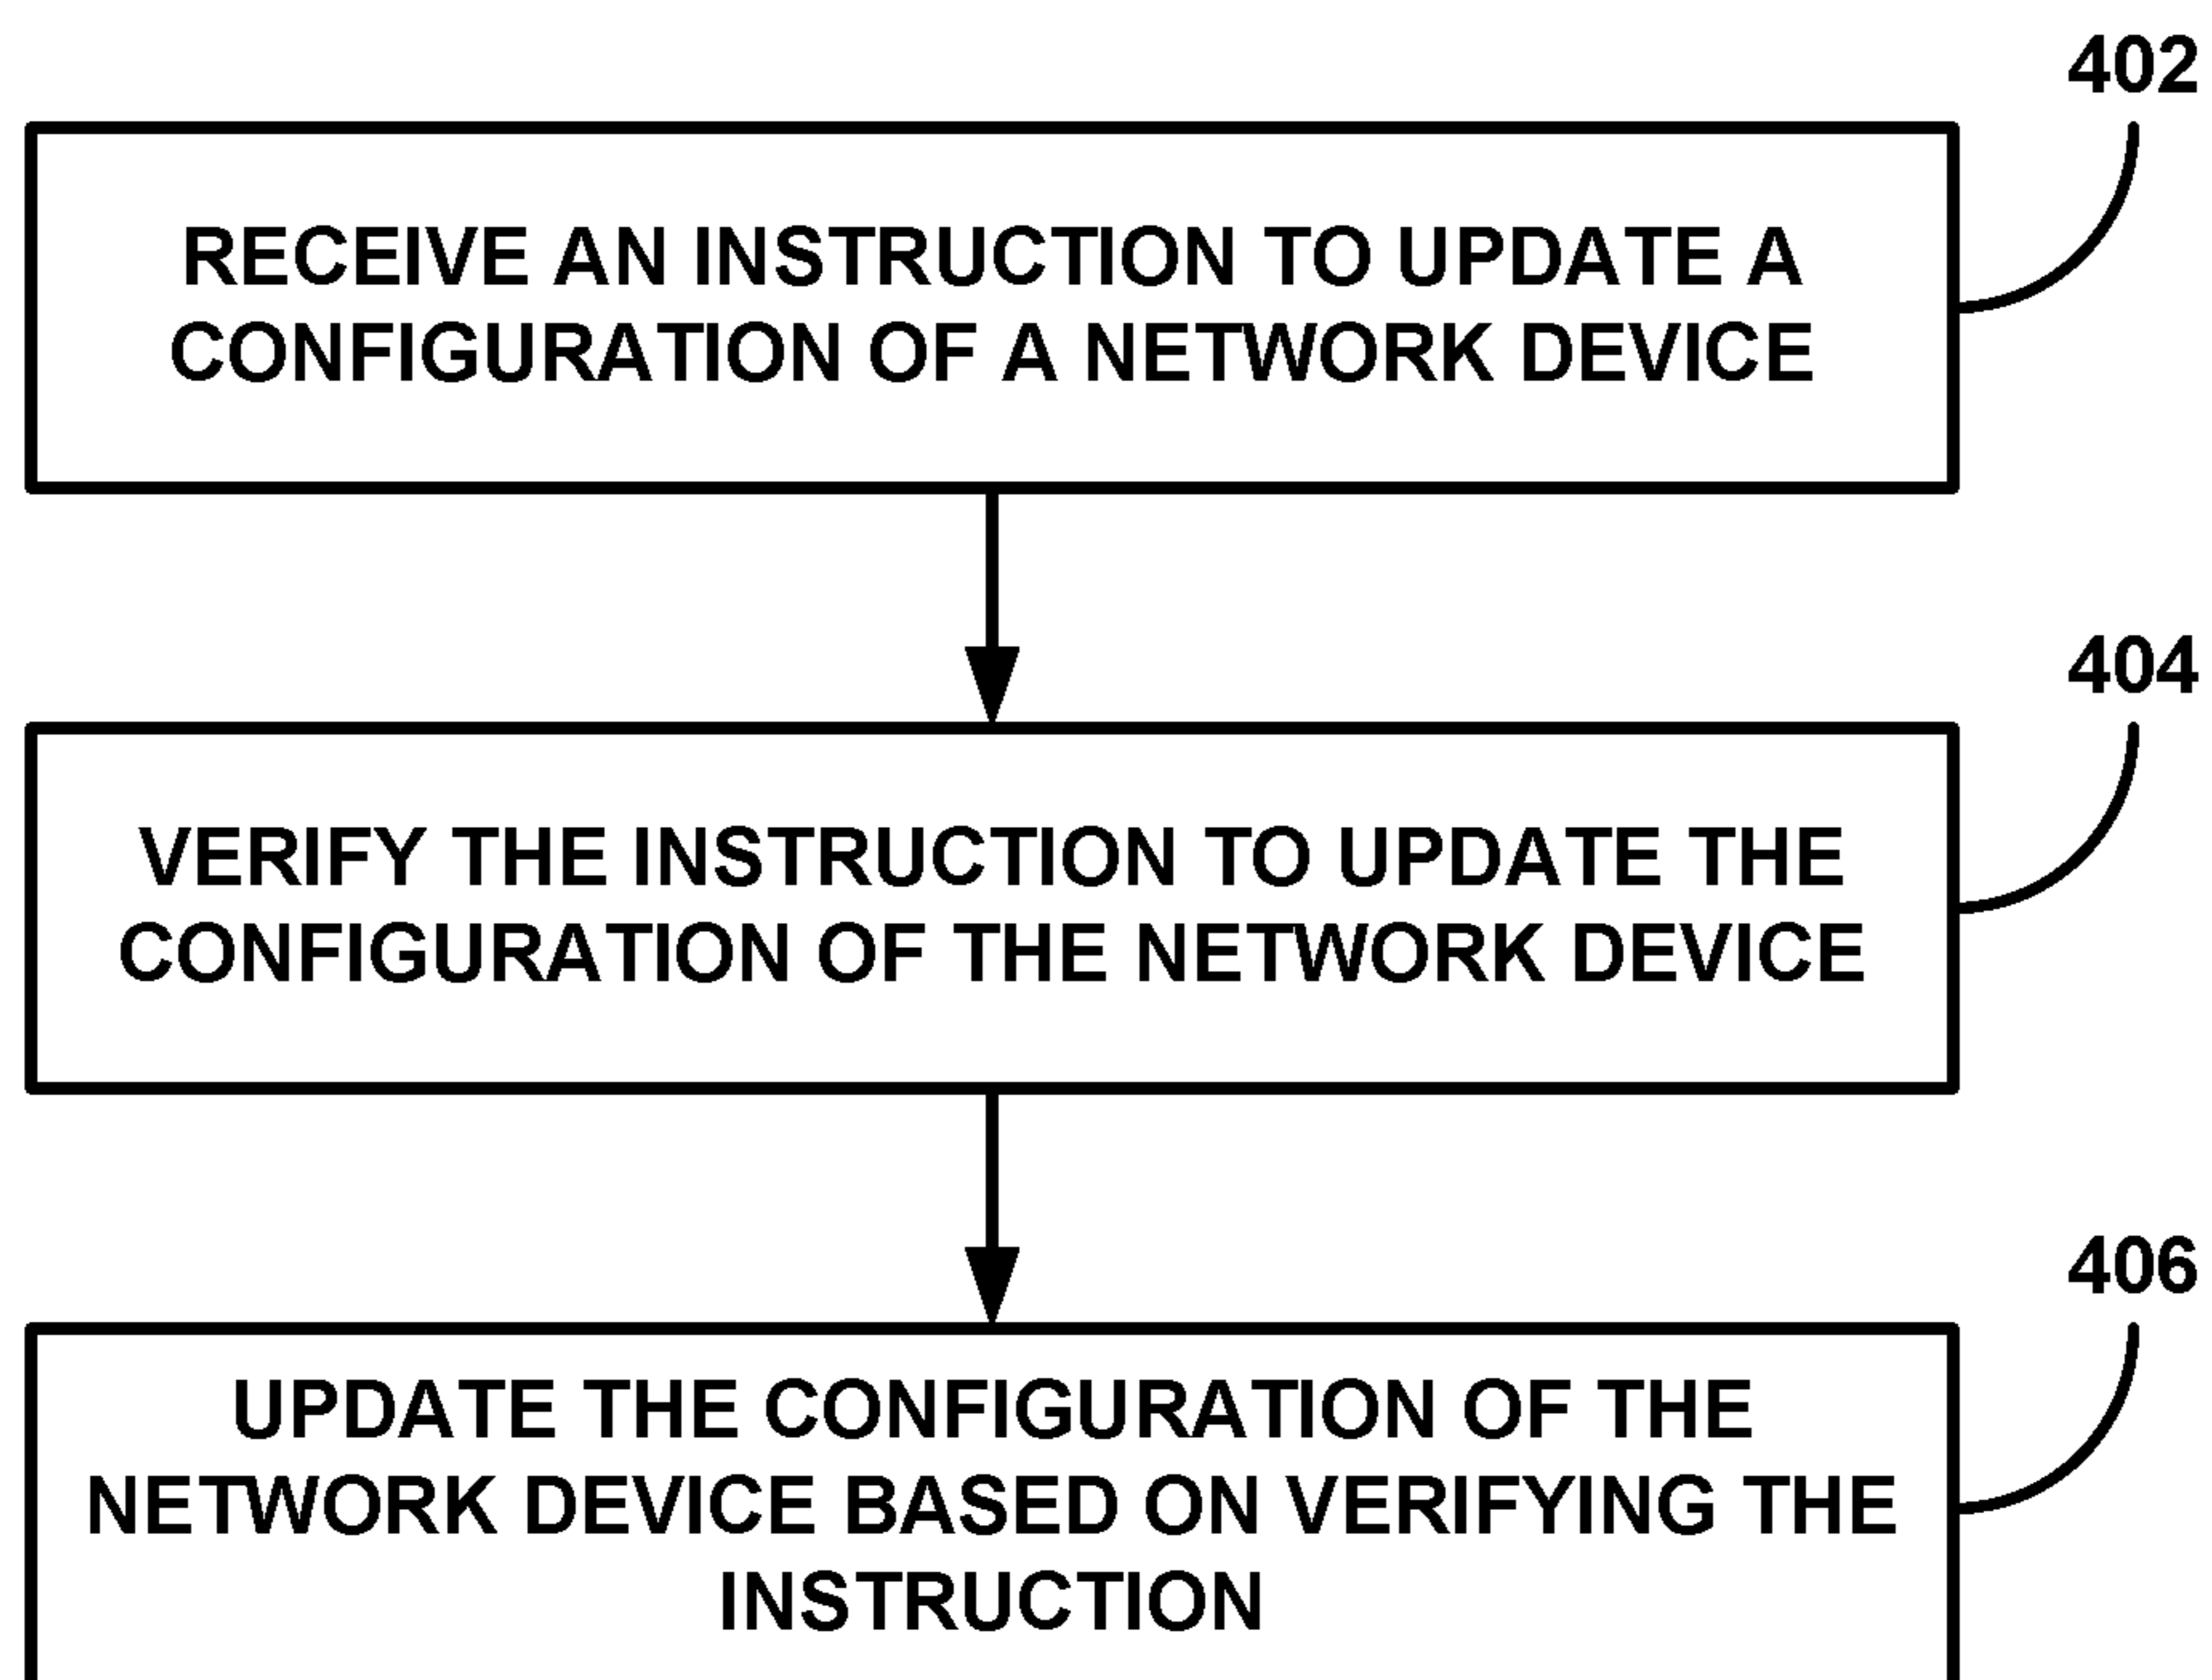 402
RECEIVE AN INSTRUCTION TO UPDATE A
CONFIGURATION OF A NETWORK DEVICE
404
VERIFY THE INSTRUCTION TO UPDATE THE
CONFIGURATION OF THE NETWORK DEVICE
406
UPDATE THE CONFIGURATION OF THE
NETWORK DEVICE BASED ON VERIFYING THE
INSTRUCTION